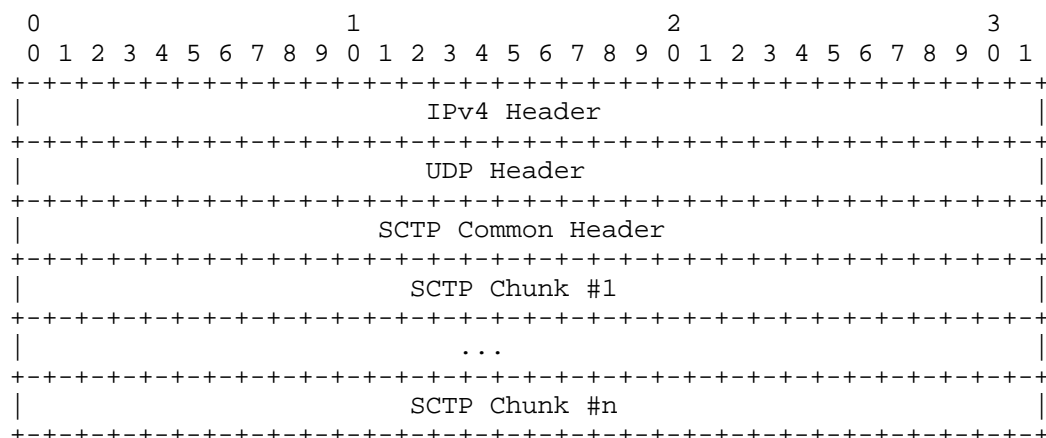 0                   1                   2                   3
 0 1 2 3 4 5 6 7 8 9 0 1 2 3 4 5 6 7 8 9 0 1 2 3 4 5 6 7 8 9 0 1
+-+-+-+-+-+-+-+-+-+-+-+-+-+-+-+-+-+-+-+-+-+-+-+-+-+-+-+-+-+-+-+-+
|                         IPv4 Header                           |
+-+-+-+-+-+-+-+-+-+-+-+-+-+-+-+-+-+-+-+-+-+-+-+-+-+-+-+-+-+-+-+-+
|                         UDP Header                            |
+-+-+-+-+-+-+-+-+-+-+-+-+-+-+-+-+-+-+-+-+-+-+-+-+-+-+-+-+-+-+-+-+
|                      SCTP Common Header                       |
+-+-+-+-+-+-+-+-+-+-+-+-+-+-+-+-+-+-+-+-+-+-+-+-+-+-+-+-+-+-+-+-+
|                        SCTP Chunk #1                          |
+-+-+-+-+-+-+-+-+-+-+-+-+-+-+-+-+-+-+-+-+-+-+-+-+-+-+-+-+-+-+-+-+
|                           ...                                 |
+-+-+-+-+-+-+-+-+-+-+-+-+-+-+-+-+-+-+-+-+-+-+-+-+-+-+-+-+-+-+-+-+
|                        SCTP Chunk #n                          |
+-+-+-+-+-+-+-+-+-+-+-+-+-+-+-+-+-+-+-+-+-+-+-+-+-+-+-+-+-+-+-+-+